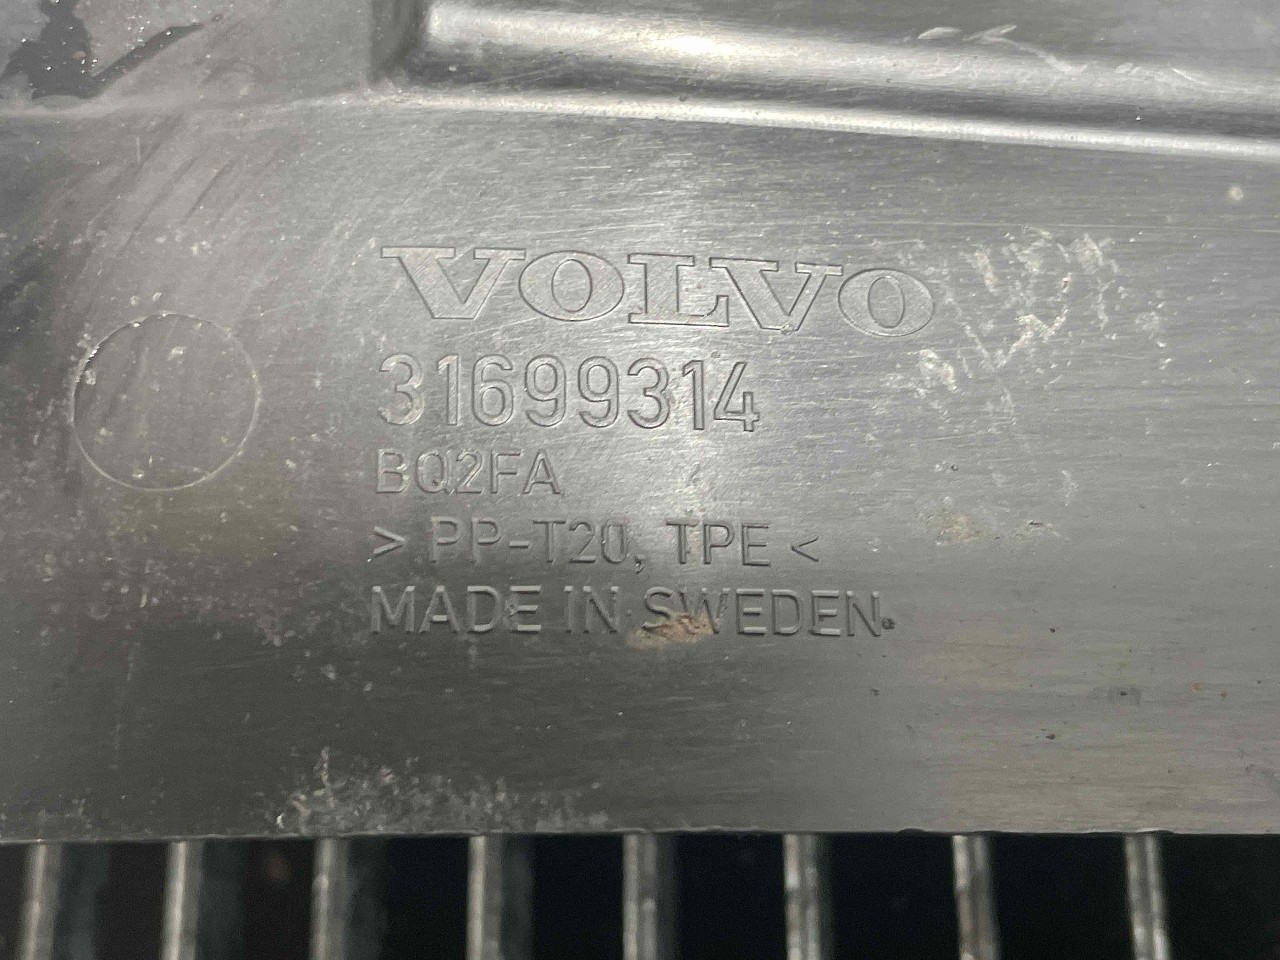 VOLVO
31699314
BQ2FA
> PP-T20, TPE <
MADE IN SWEDEN